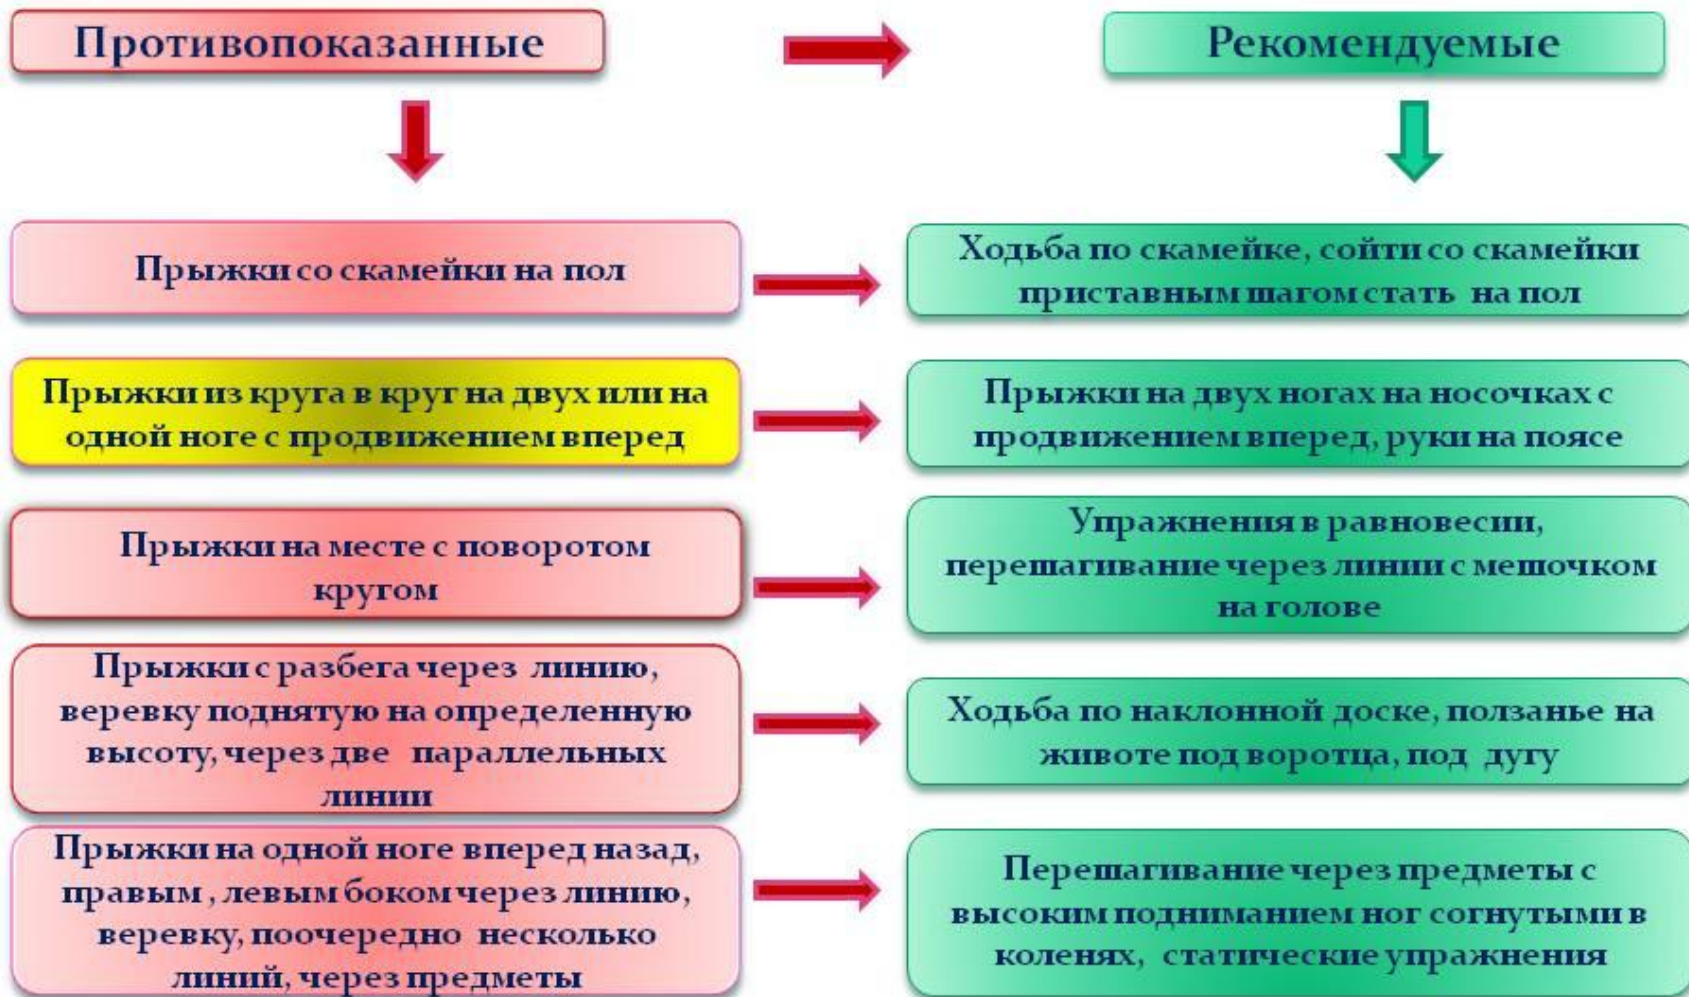 Противопоказанные
Рекомендуемые
Прыжки со скамейки на пол
Ходьба по скамейке, сойти со скамейки
приставным шагом стать на пол
Прыжки из круга в круг на двух или на
одной ноге с продвижением вперед
Прыжки на двух ногах на носочках с
продвижением вперед, руки на поясе
Прыжки на месте с поворотом
кругом
Упражнения в равновесии,
перешагивание через линии с мешочком
на голове
Прыжки с разбега через линию,
веревку поднятую на определенную
высоту, через две параллельных
линии
Ходьба по наклонной доске, ползанье на
животе под воротца, под дугу
Прыжки на одной ноге вперед назад,
правым , левым боком через линию,
веревку, поочередно несколько
линий, через предметы
Перешагивание через предметы с
высоким подниманием ног согнутыми в
коленях, статические упражнения